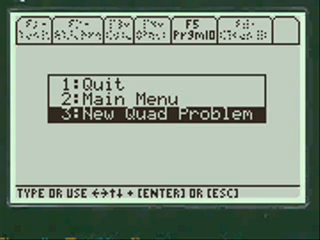 F5
Pr9mIO
1:Quit
2:Main Menu
3:New Quad Problem
TYPE OR USE ←→↑↓ + [ENTER] OR [ESC]